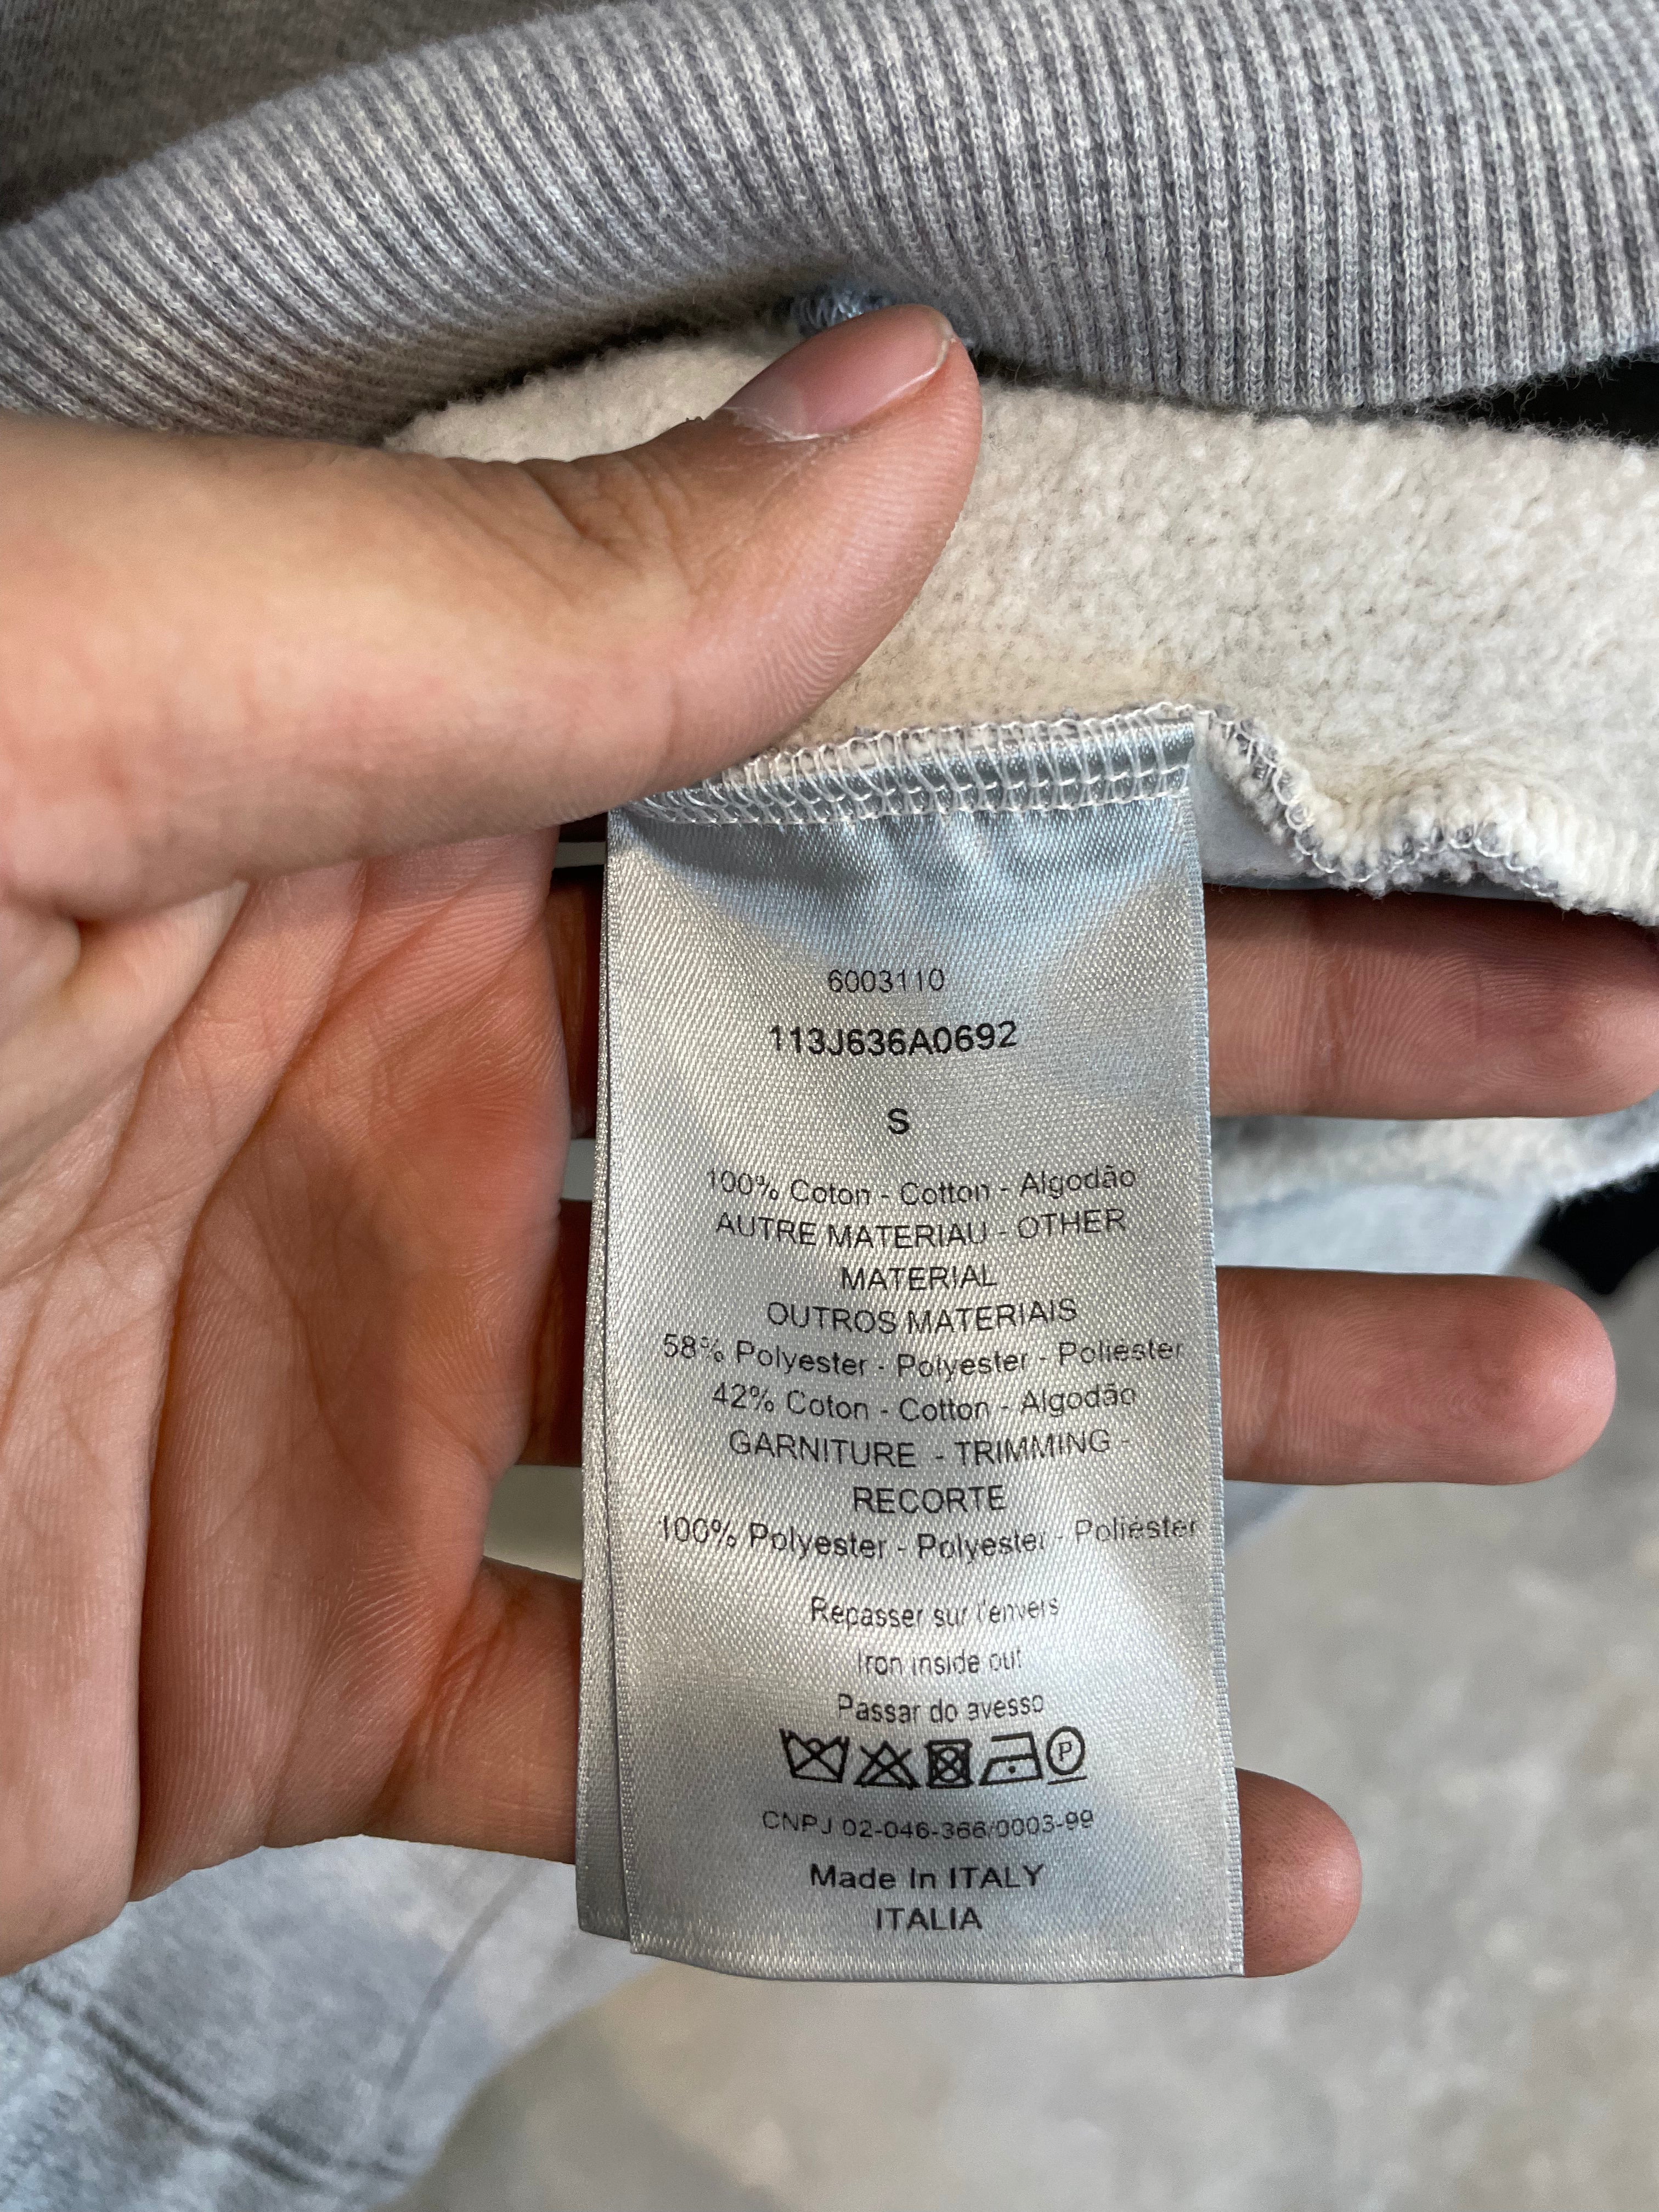 6003110
113J636A0692
S
100% Coton - Cotton - Algodão
AUTRE MATERIAU - OTHER
MATERIAL
OUTROS MATERIAIS
58% Polyester - Polyester - Poliéster
42% Coton - Cotton - Algodão
GARNITURE - TRIMMING -
RECORTE
100% Polyester - Polyester - Poliéster
Repasser sur l'envers
Iron inside out
Passar do avesso
P
CNPJ 02-046-366/0003-99
Made In ITALY
ITALIA